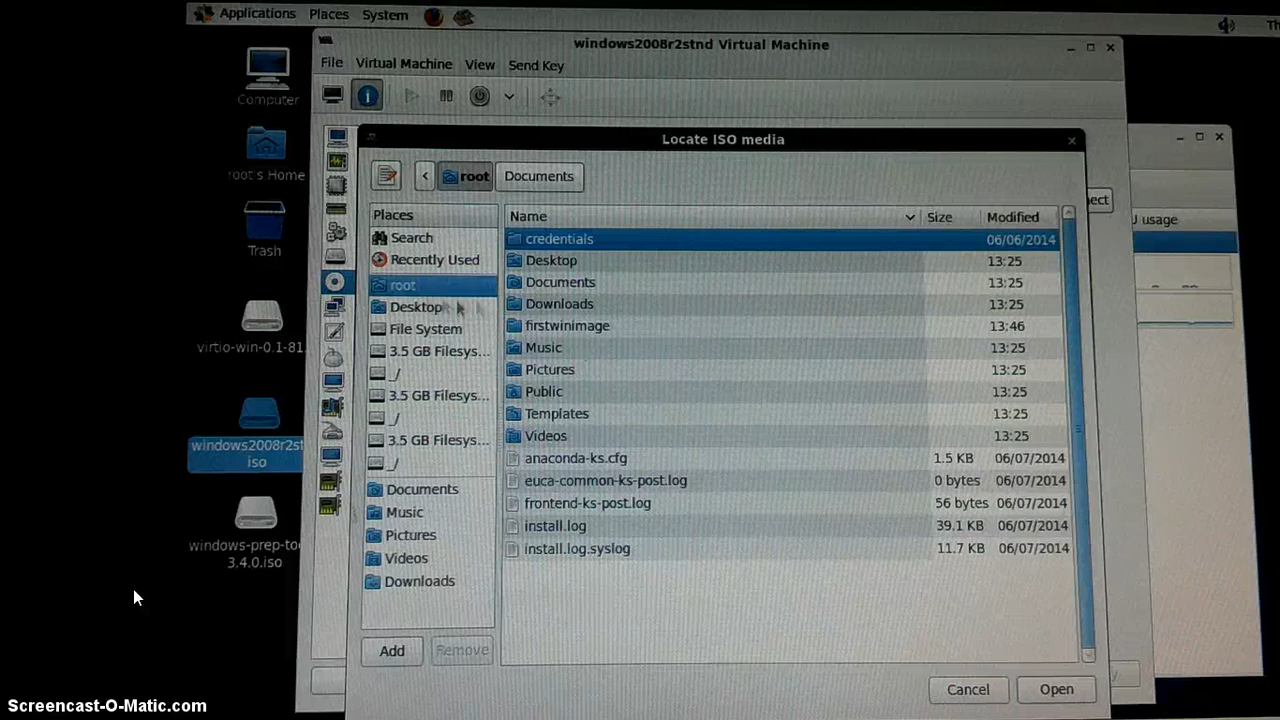 Applications Places System Th
windows2008r2stnd Virtual Machine
File Virtual Machine View Send Key
Computer
root's Home
Trash
virtio-win-0.1-81.
windows2008r2st
iso
windows-prep-to
3.4.0.iso
Locate ISO media
< root Documents
Places
Search
Recently Used
root
Desktop
File System
3.5 GB Filesys...
_/
3.5 GB Filesys...
_/
3.5 GB Filesys...
_/
Documents
Music
Pictures
Videos
Downloads
Add Remove
Name Size Modified
credentials 06/06/2014
Desktop 13:25
Documents 13:25
Downloads 13:25
firstwinimage 13:46
Music 13:25
Pictures 13:25
Public 13:25
Templates 13:25
Videos 13:25
anaconda-ks.cfg 1.5 KB 06/07/2014
euca-common-ks-post.log 0 bytes 06/07/2014
frontend-ks-post.log 56 bytes 06/07/2014
install.log 39.1 KB 06/07/2014
install.log.syslog 11.7 KB 06/07/2014
Cancel Open
ect
U usage
Screencast-O-Matic.com